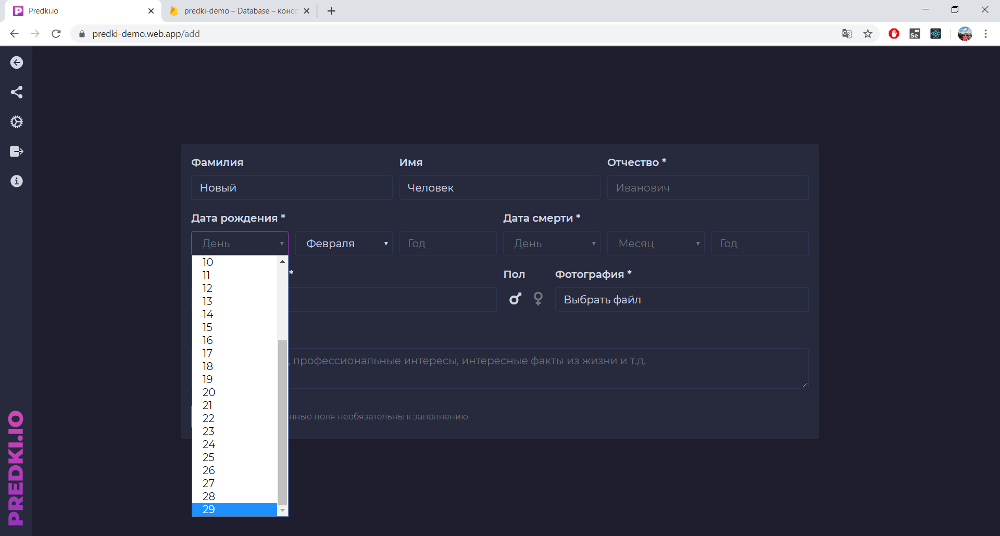 Predki.io
predki-demo – Database – консо
predki-demo.web.app/add
Se
Фамилия
Имя
Отчество *
Новый
Человек
Иванович
Дата рождения *
Дата смерти *
День
Февраля
Год
День
Месяц
Год
*
Пол
Фотография *
Выбрать файл
, профессиональные интересы, интересные факты из жизни и т.д.
нные поля необязательны к заполнению
10
11
12
13
14
15
16
17
18
19
20
21
22
23
24
25
26
27
28
29
PREDKI.IO